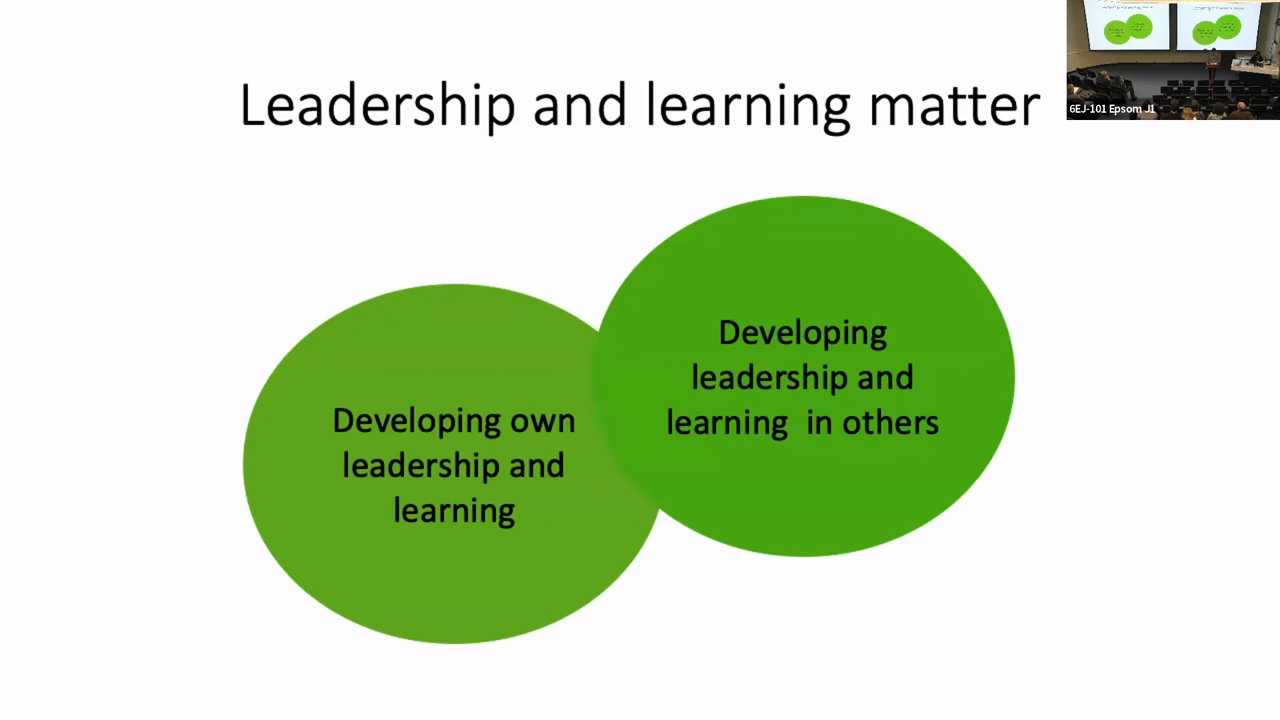 Leadership and learning matter
6EJ-101 Epsom J1
Developing own
leadership and
learning
Developing
leadership and
learning  in others